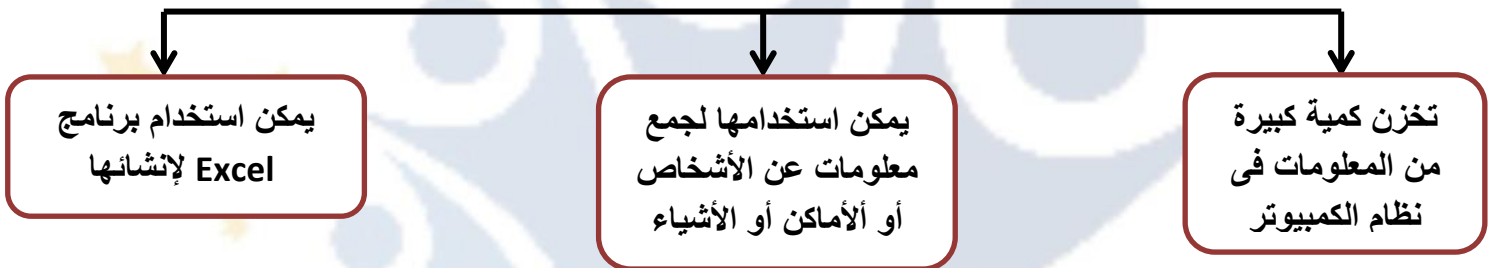 تخزن كمية كبيرة
من المعلومات فى
نظام الكمبيوتر
يمكن استخدامها لجمع
معلومات عن الأشخاص
أو ألأماكن أو الأشياء
يمكن استخدام برنامج
Excel لإنشائها